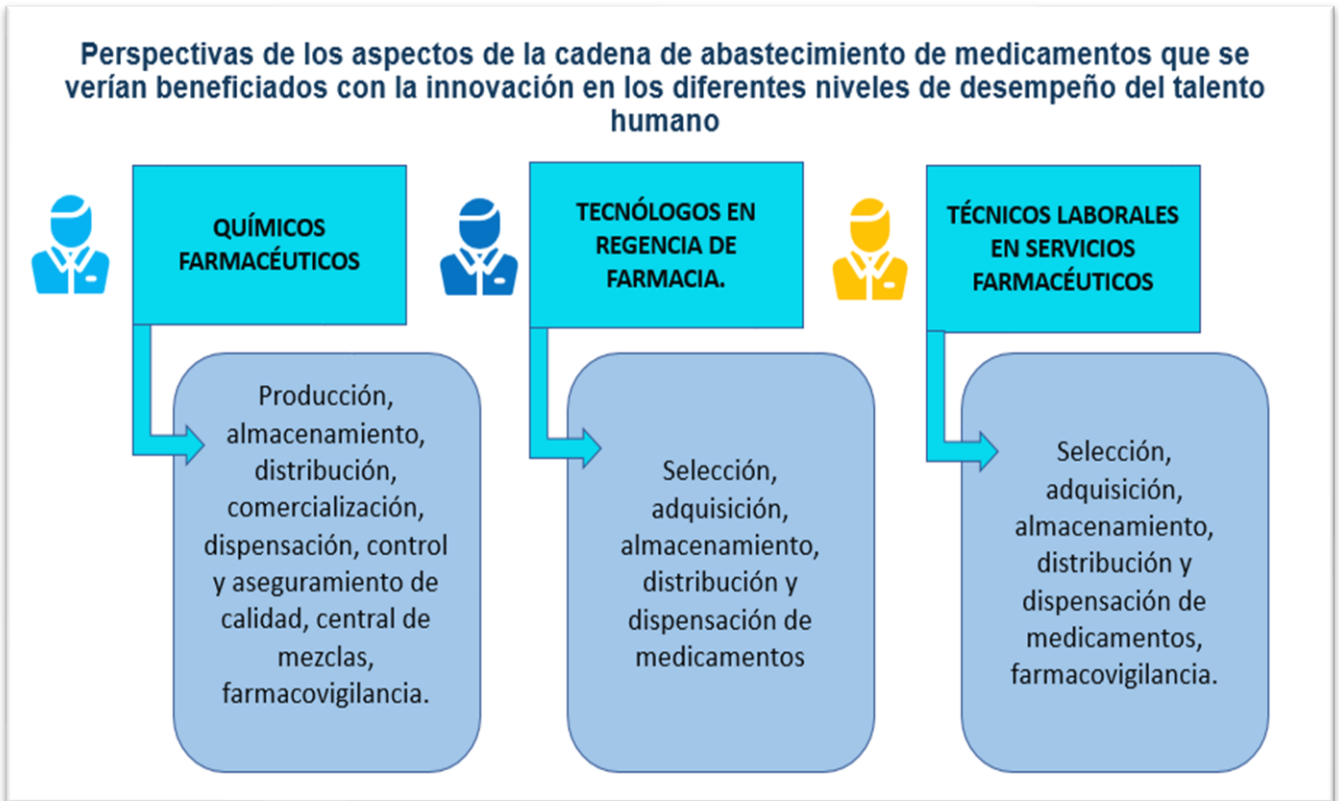 Perspectivas de los aspectos de la cadena de abastecimiento de medicamentos que se
verían beneficiados con la innovación en los diferentes niveles de desempeño del talento
humano
QUÍMICOS
FARMACÉUTICOS
Producción,
almacenamiento,
distribución,
comercialización,
dispensación, control
y aseguramiento de
calidad, central de
mezclas,
farmacovigilancia.
TECNÓLOGOS EN
REGENCIA DE
FARMACIA.
Selección,
adquisición,
almacenamiento,
distribución y
dispensación de
medicamentos
TÉCNICOS LABORALES
EN SERVICIOS
FARMACÉUTICOS
Selección,
adquisición,
almacenamiento,
distribución y
dispensación de
medicamentos,
farmacovigilancia.